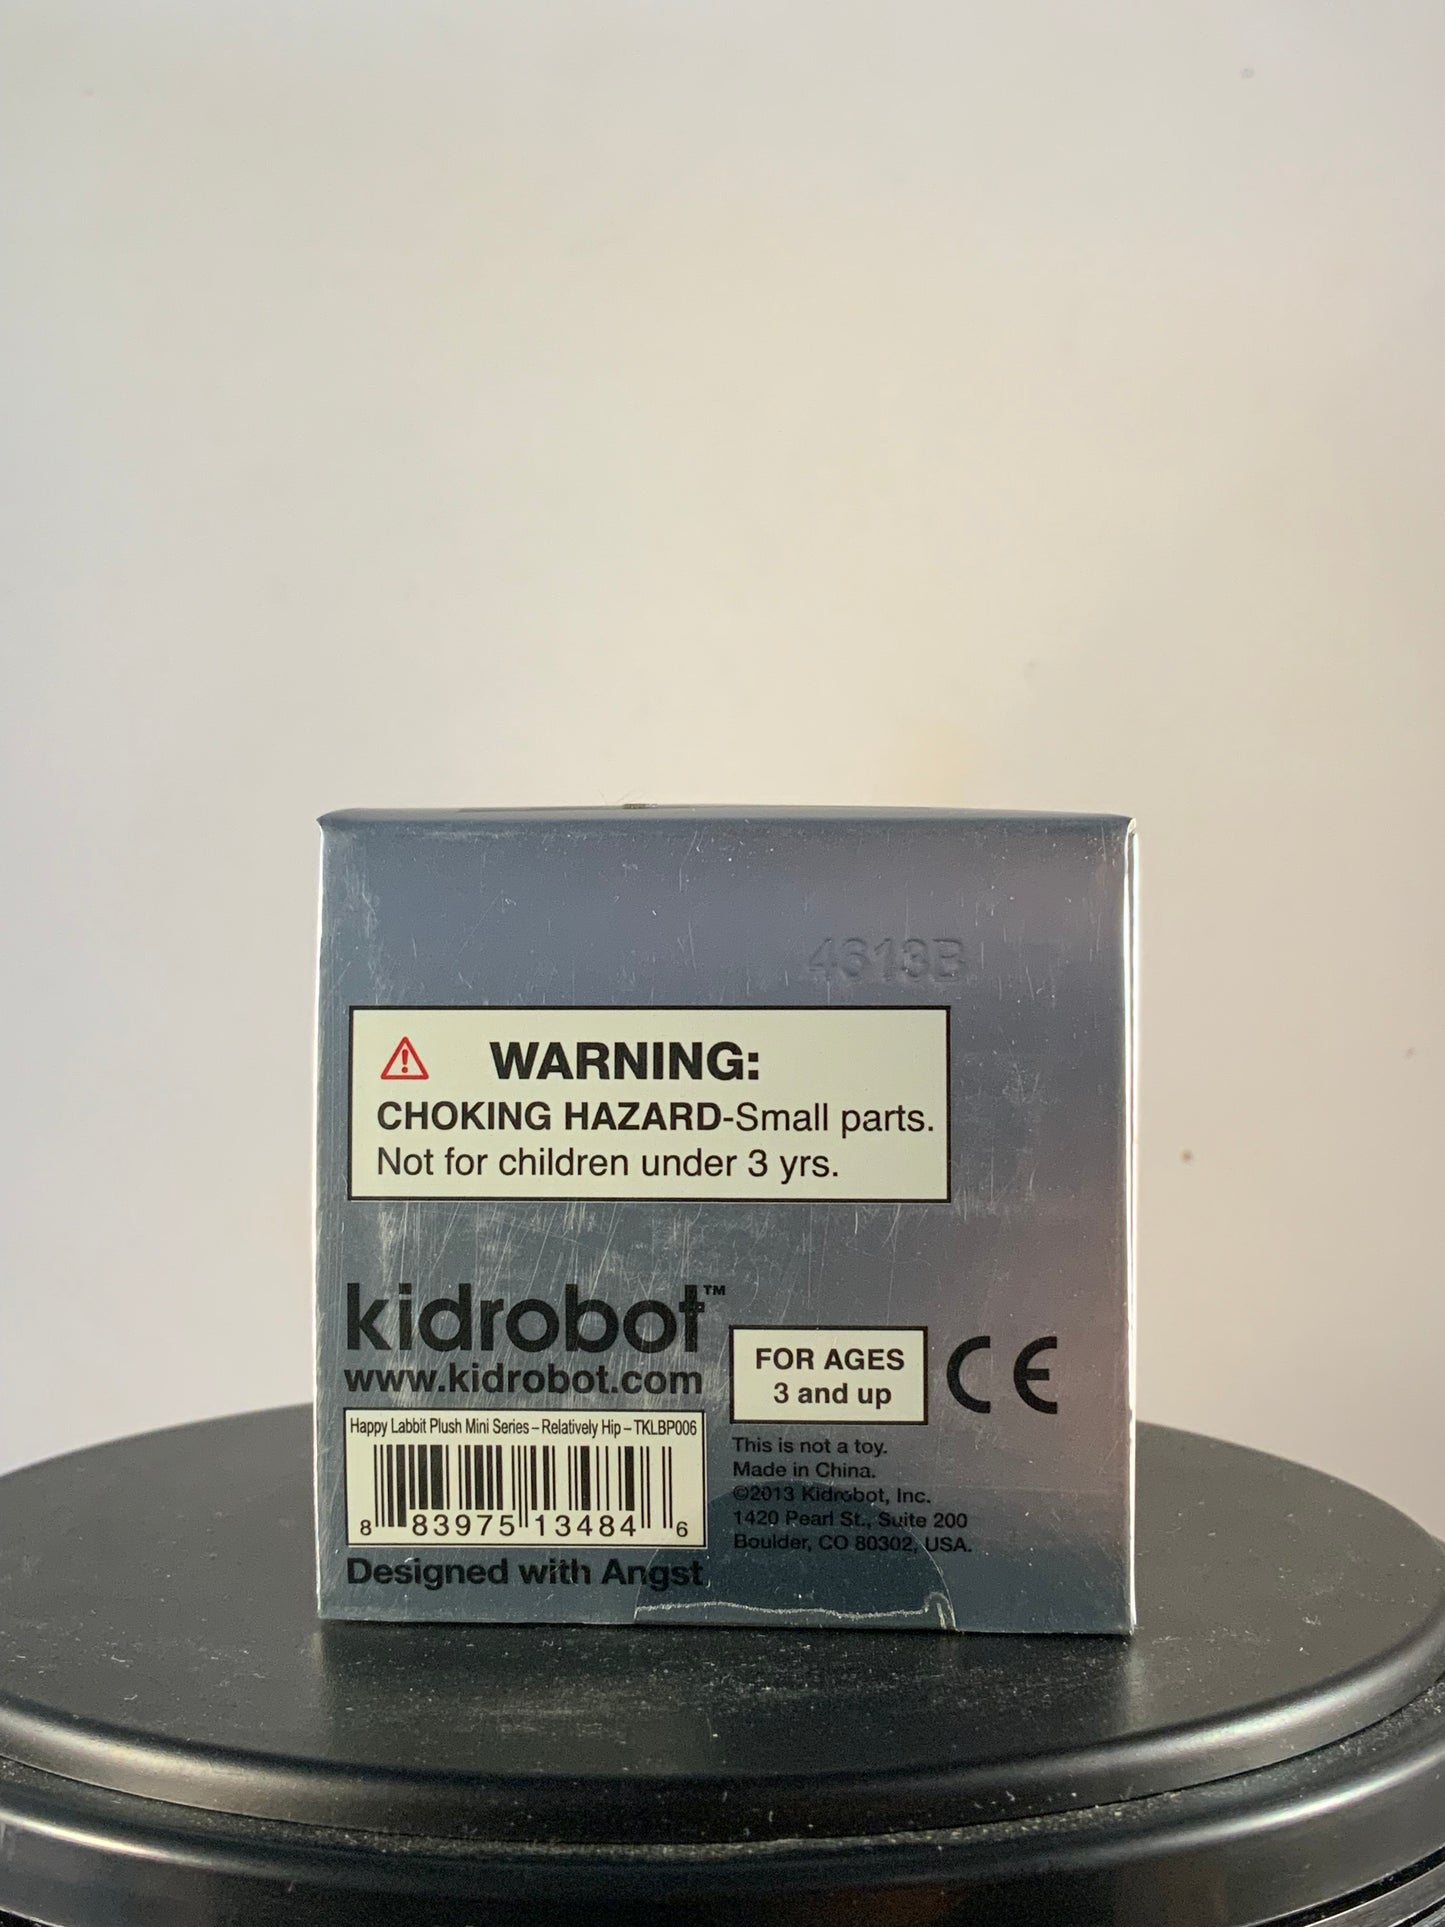 4613B
WARNING:
CHOKING HAZARD-Small parts.
Not for children under 3 yrs.
kidrobot™
www.kidrobot.com
Happy Labbit Plush Mini Series – Relatively Hip – TKLBP006
8 83975 13484 6
Designed with Angst
FOR AGES
3 and up
CE
This is not a toy.
Made in China.
©2013 Kidrobot, Inc.
1420 Pearl St., Suite 200
Boulder, CO 80302, USA.